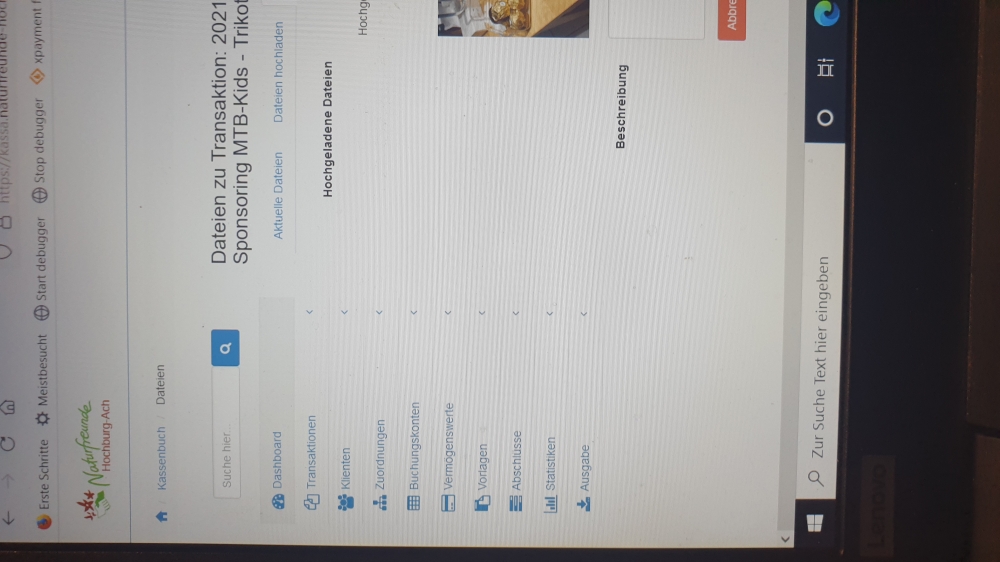 https://kassa.naturfreunde-hoch
Erste Schritte
Meistbesucht
Start debugger
Stop debugger
xpayment f
Naturfreunde
Hochburg-Ach
Kassenbuch / Dateien
Suche hier...
Dateien zu Transaktion: 2021
Sponsoring MTB-Kids - Trikot
Dashboard
Transaktionen
Klienten
Zuordnungen
Buchungskonten
Vermögenswerte
Vorlagen
Abschlüsse
Statistiken
Ausgabe
Aktuelle Dateien
Dateien hochladen
Hochgeladene Dateien
Hochg
Beschreibung
Abbre
Zur Suche Text hier eingeben
Lenovo